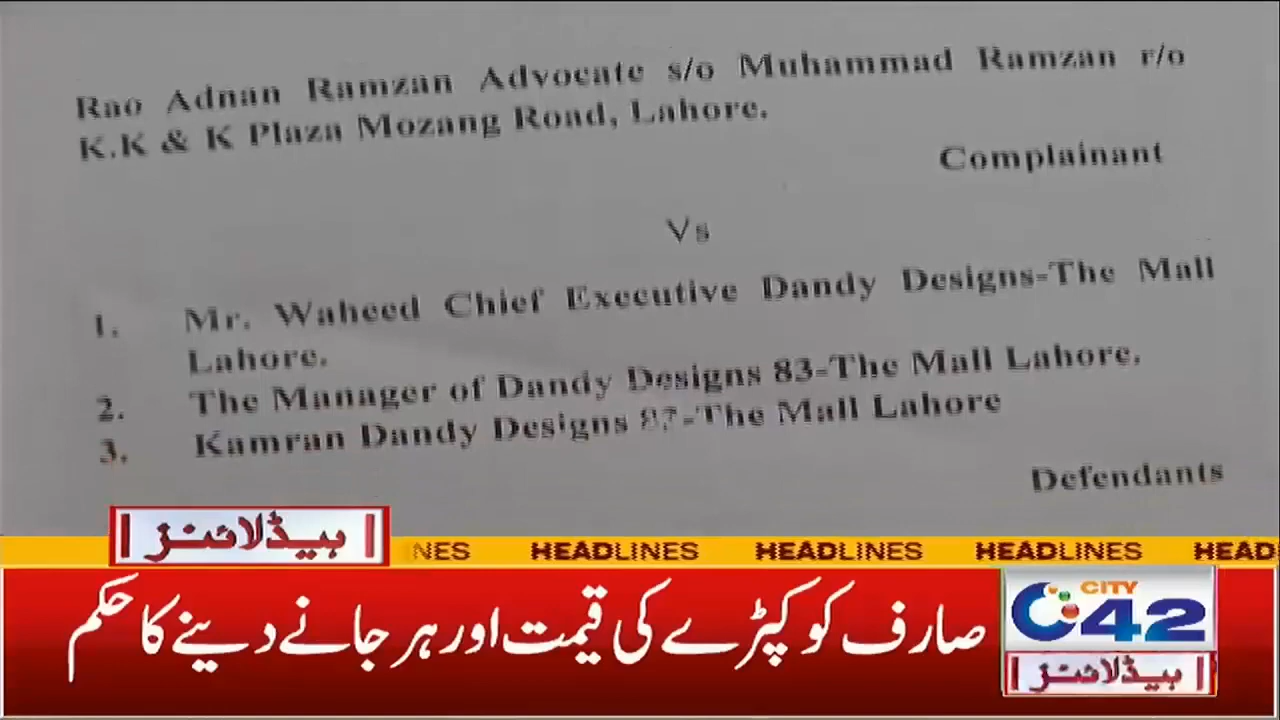 Rao Adnan Ramzan Advocate s/o Muhammad Ramzan r/o
K.K & K Plaza Mozang Road, Lahore.
Complainant
Vs
1. Mr. Waheed Chief Executive Dandy Designs-The Mall
Lahore.
2. The Manager of Dandy Designs 83-The Mall Lahore.
3. Kamran Dandy Designs -The Mall Lahore
Defendants
ہیڈلائنز
NES HEADLINES HEADLINES HEADLINES HEAD
صارف کو کپڑے کی قیمت اور ہرجانے دینے کا حکم
CITY
42
ہیڈلائنز